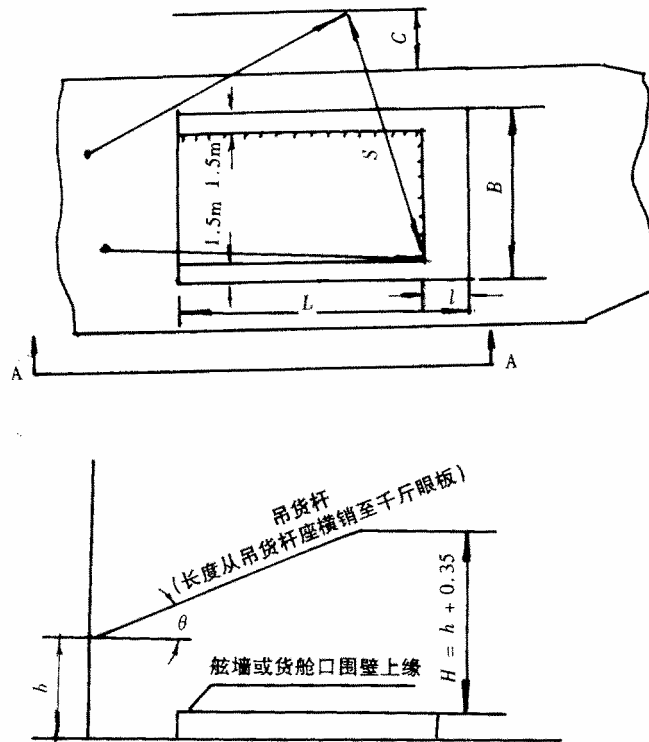 C
S
1.5m 1.5m
B
L
l
A
A
吊货杆
(长度从吊货杆座横销至千斤眼板)
θ
H = h + 0.35
h
舷墙或货舱口围壁上缘